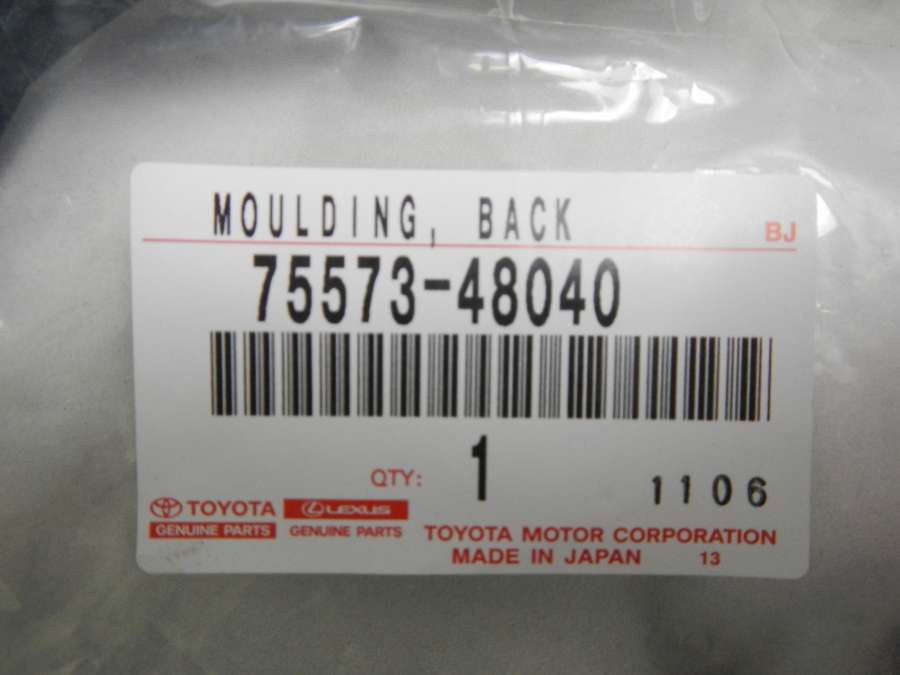 MOULDING, BACK
BJ
75573-48040
QTY: 1
1106
TOYOTA LEXUS
GENUINE PARTS GENUINE PARTS
TOYOTA MOTOR CORPORATION
MADE IN JAPAN 13